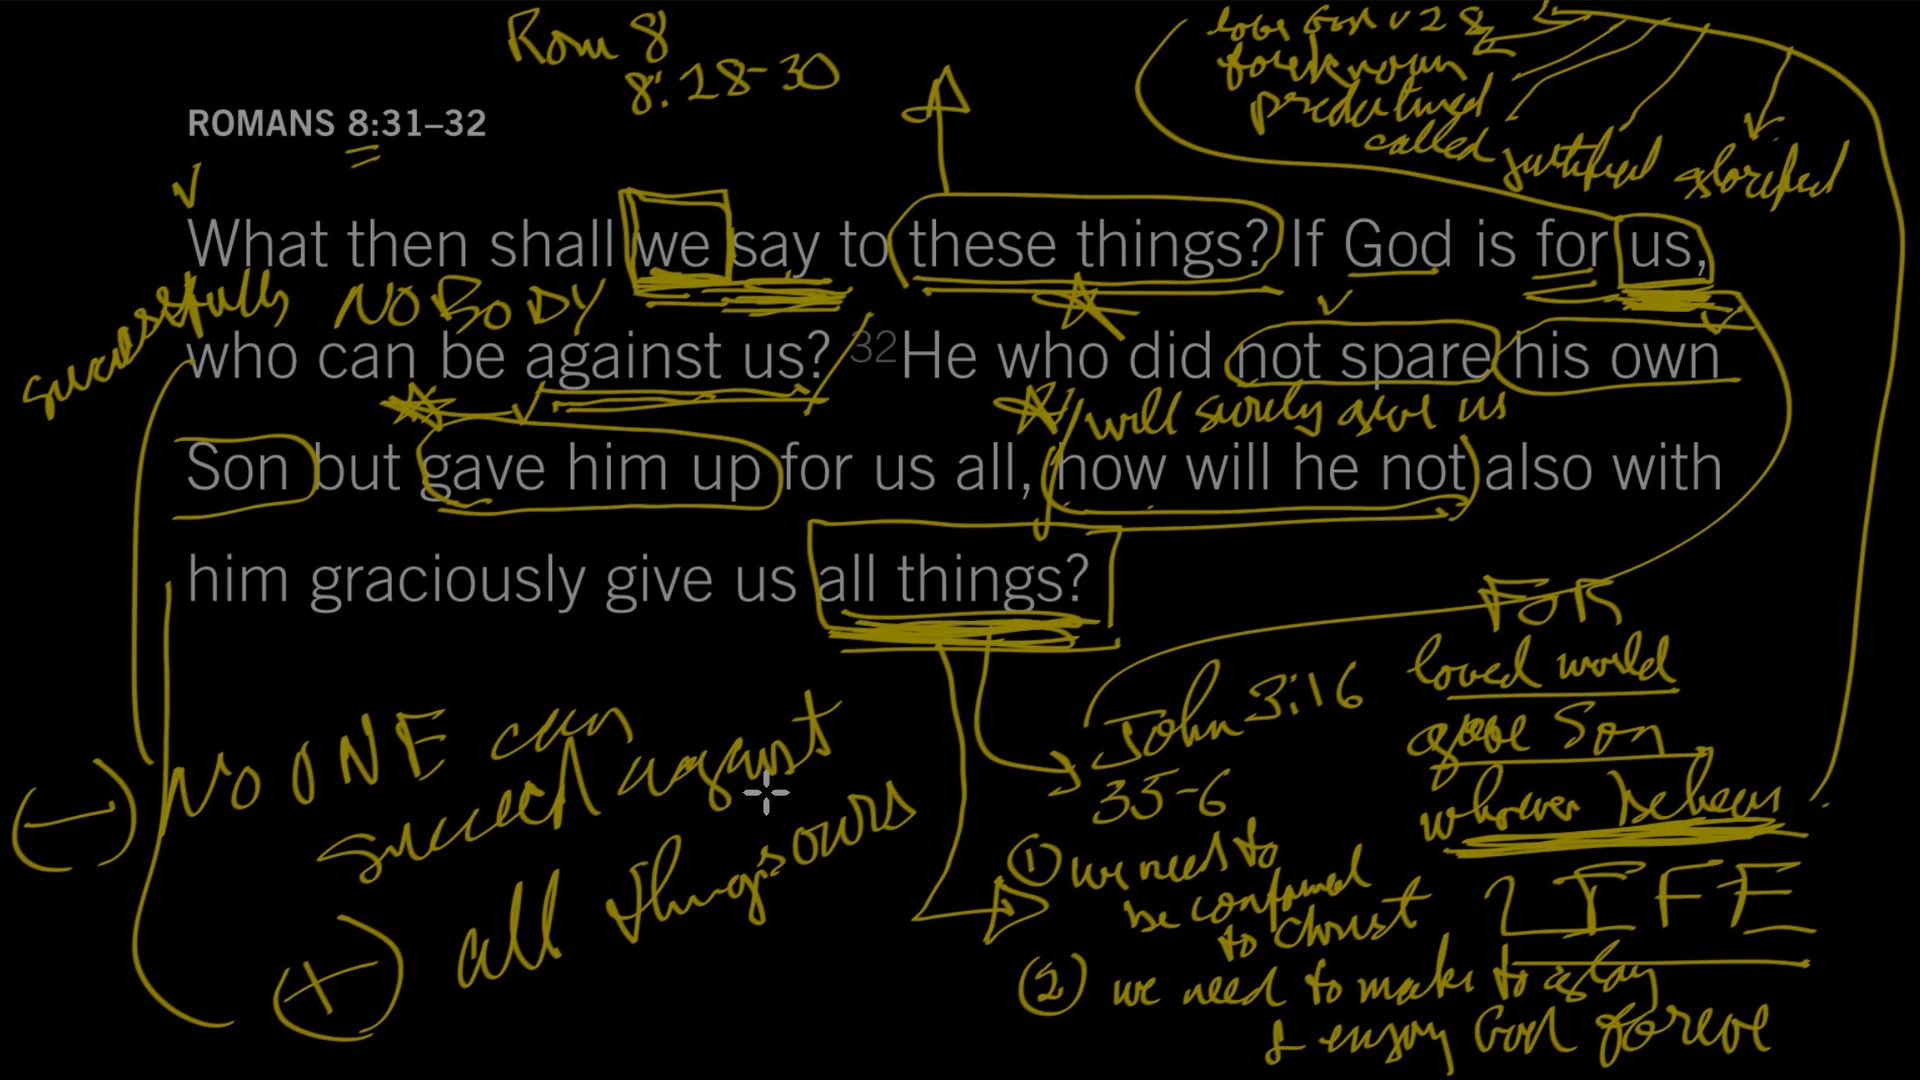 Rom 8
8:28-30
love God v 28
foreknown
predestined
called justified glorified
ROMANS 8:31–32
What then shall we say to these things? If God is for us,
successfully NOBODY
who can be against us? 32He who did not spare his own
will surely give us
Son but gave him up for us all, how will he not also with
him graciously give us all things?
FOR
loved world
gave Son
whoever believes
LIFE
John 3:16
35-6
(-) No ONE can
succeed against
(+) all things ours
① we need to
be conformed
to Christ
(2) we need to make to glory
& enjoy God forever